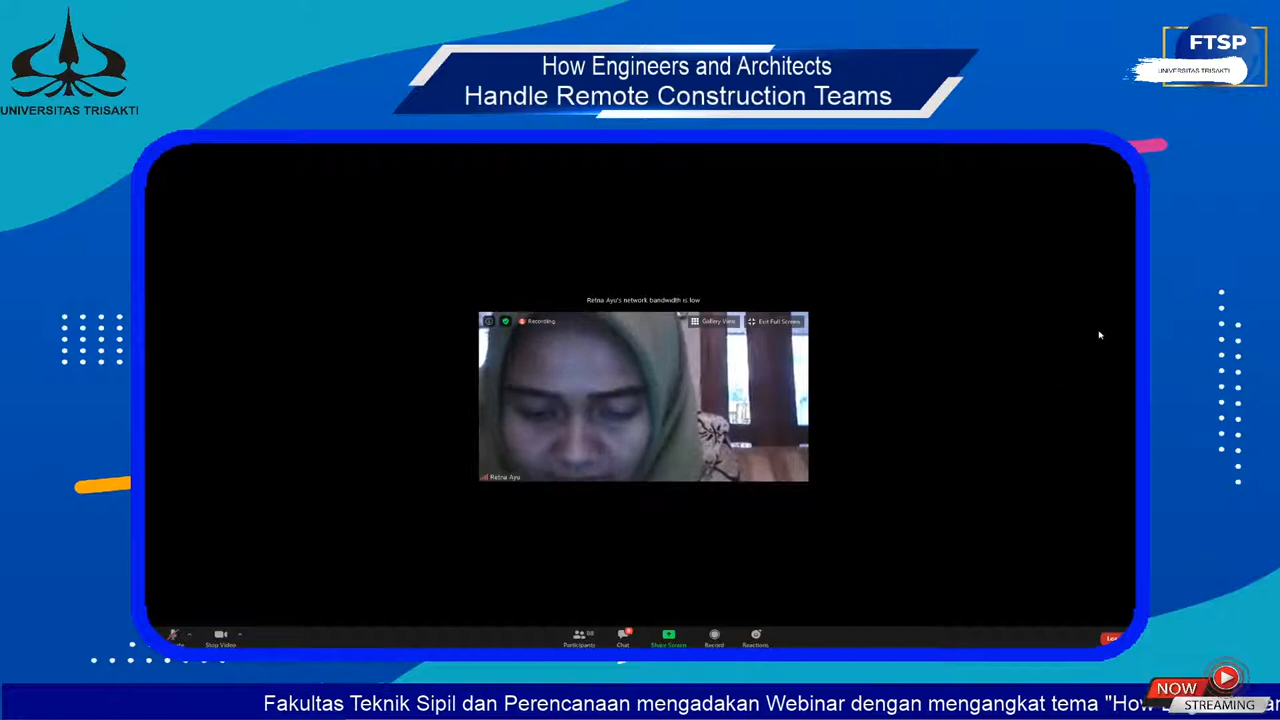 UNIVERSITAS TRISAKTI
How Engineers and Architects
Handle Remote Construction Teams
FTSP
UNIVERSITAS TRISAKTI
Retna Ayu's network bandwidth is low
Recording
Gallery View
Exit Full Screen
Retna Ayu
Stop Video
Participants
Chat
Share Screen
Record
Reactions
Fakultas Teknik Sipil dan Perencanaan mengadakan Webinar dengan mengangkat tema "How
NOW
STREAMING